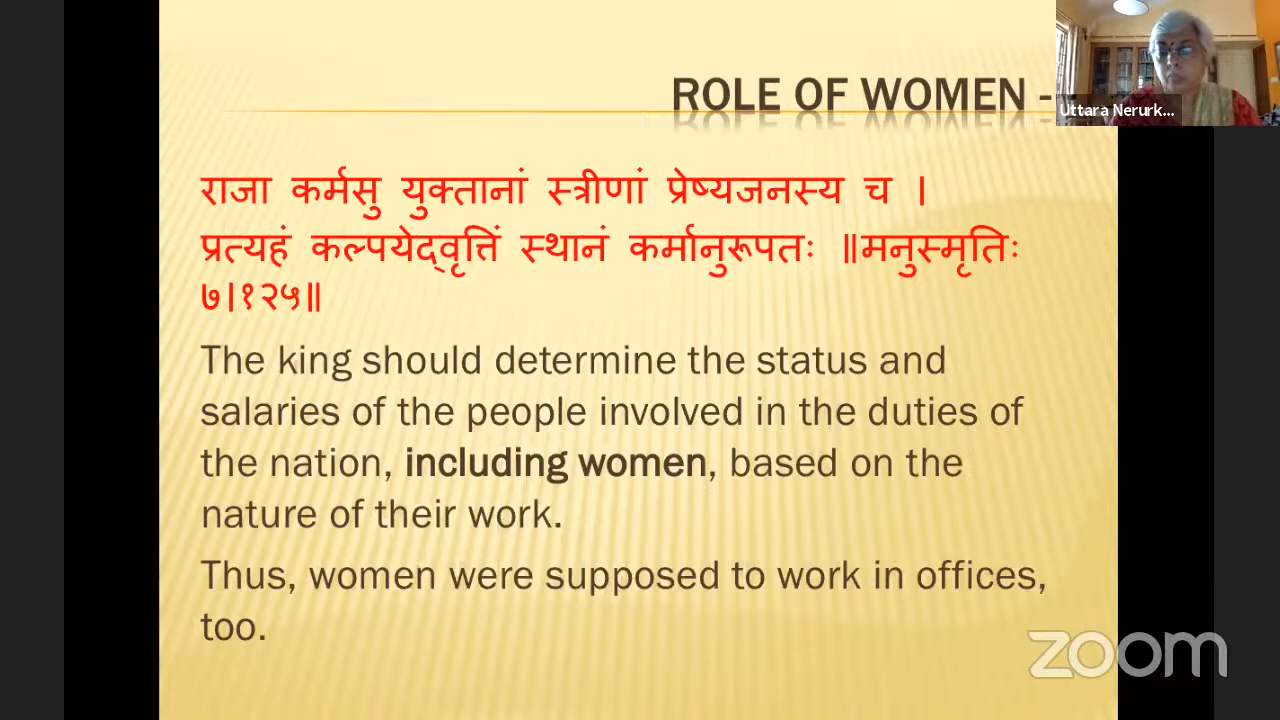 ROLE OF WOMEN -
Uttara Nerurk...
राजा कर्मसु युक्तानां स्त्रीणां प्रेष्यजनस्य च ।
प्रत्यहं कल्पयेद्‌वृत्तिं स्थानं कर्मानुरूपतः ॥मनुस्मृतिः
७।१२५॥
The king should determine the status and
salaries of the people involved in the duties of
the nation, including women, based on the
nature of their work.
Thus, women were supposed to work in offices,
too.
zoom